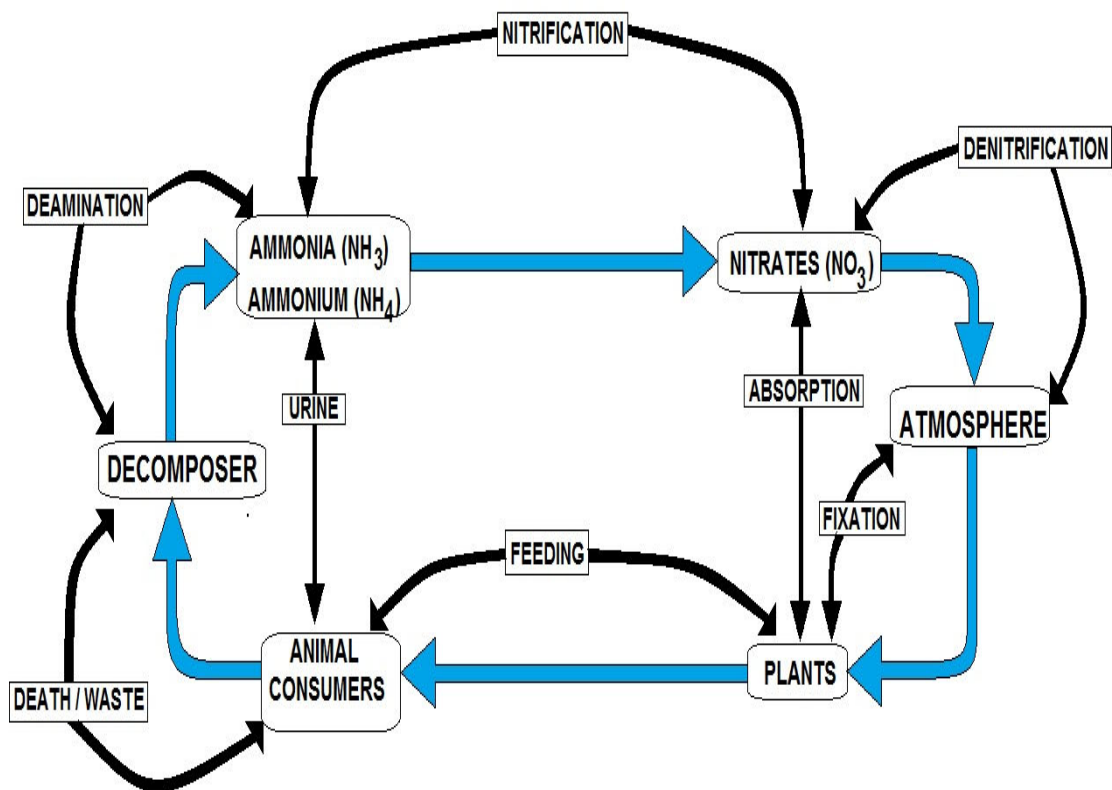 NITRIFICATION
DENITRIFICATION
DEAMINATION
AMMONIA (NH3)
AMMONIUM (NH4)
NITRATES (NO3)
URINE
ABSORPTION
ATMOSPHERE
DECOMPOSER
FIXATION
FEEDING
ANIMAL
CONSUMERS
PLANTS
DEATH / WASTE